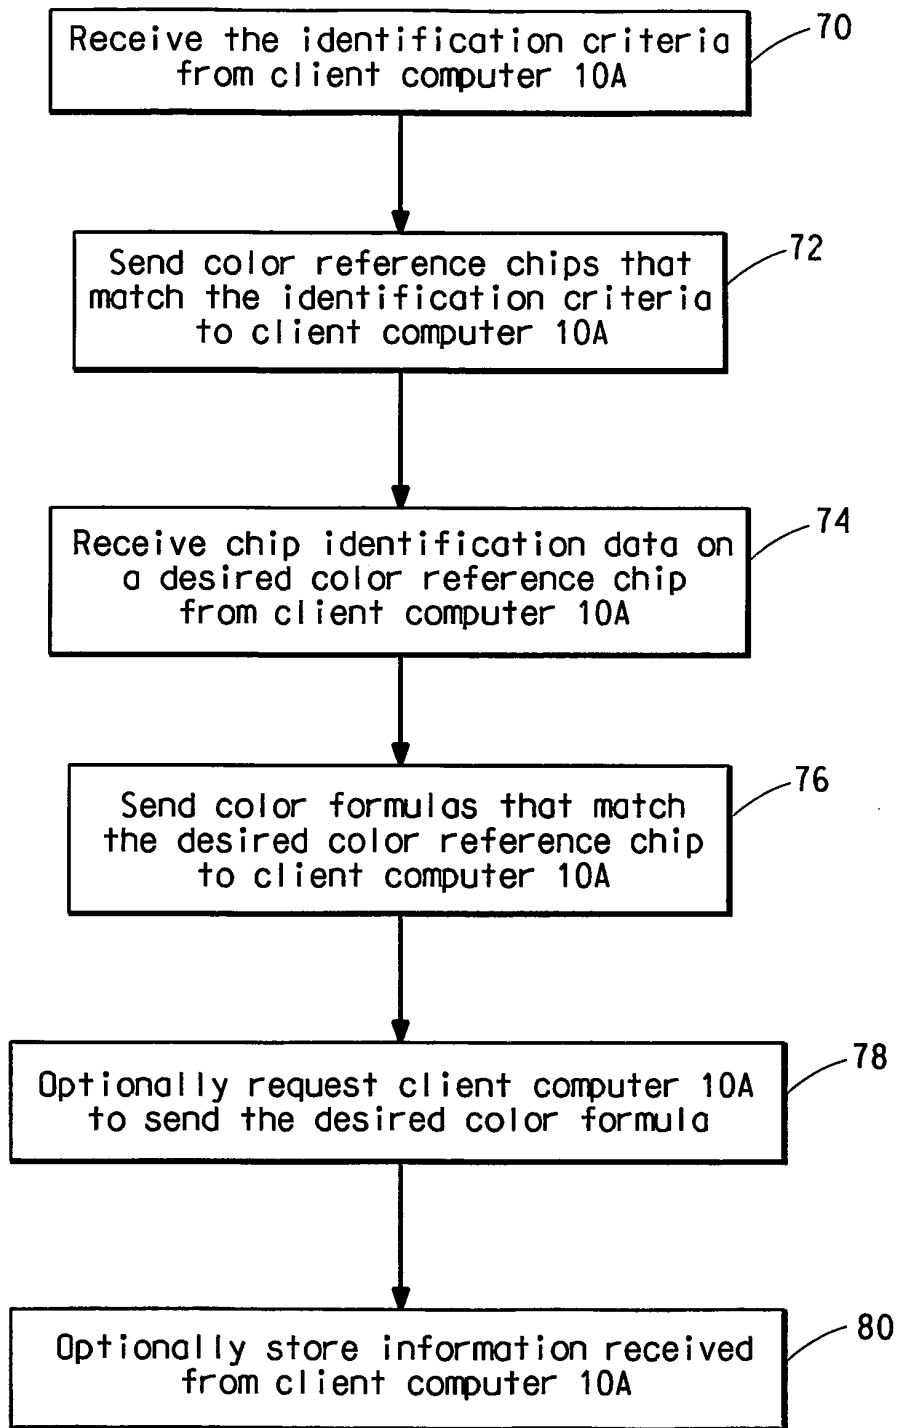 Receive the identification criteria
from client computer 10A
70
Send color reference chips that
match the identification criteria
to client computer 10A
72
Receive chip identification data on
a desired color reference chip
from client computer 10A
74
Send color formulas that match
the desired color reference chip
to client computer 10A
76
Optionally request client computer 10A
to send the desired color formula
78
Optionally store information received
from client computer 10A
80